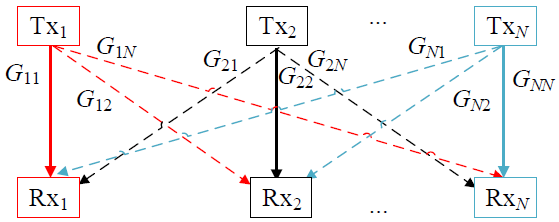 Tx₁ Tx₂ ... Txₙ
G₁ₙ G₂₁ G₂ₙ Gₙ₁
G₁₁ G₁₂ G₂₂ Gₙ₂ Gₙₙ
Rx₁ Rx₂ ... Rxₙ